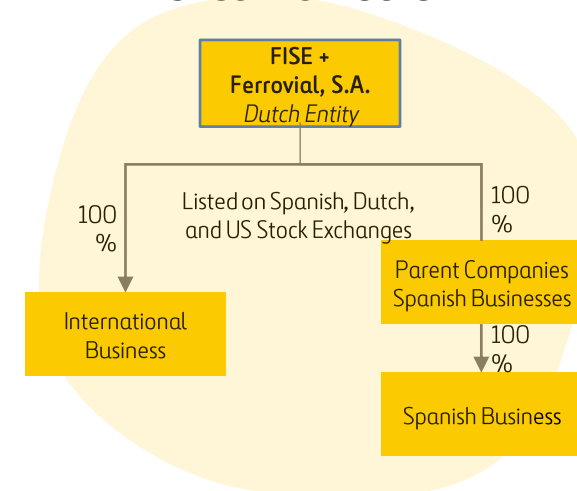 FISE +
Ferrovial, S.A.
Dutch Entity
Listed on Spanish, Dutch,
and US Stock Exchanges
100
%
100
%
Parent Companies
Spanish Businesses
International
Business
100
%
Spanish Business